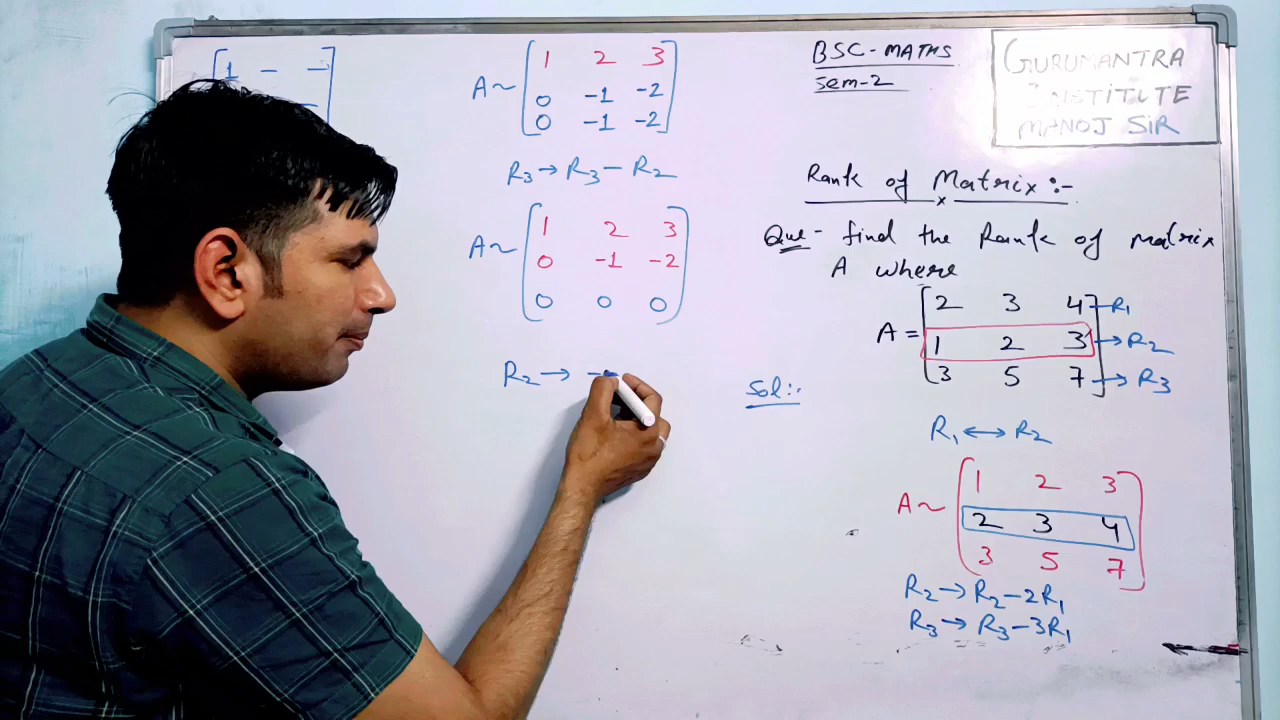 [1 – –]
A ~ [1 2 3
0 -1 -2
0 -1 -2]
R₃ → R₃ – R₂
A ~ [1 2 3
0 -1 -2
0 0 0]
R₂ → –
BSC-MATHS
Sem-2
GURUMANTRA
INSTITUTE
MANOJ SIR
Rank of Matrix :-
Que- find the Rank of matrix
A where
A = [2 3 4] → R₁
[1 2 3] → R₂
[3 5 7] → R₃
Sol:-
R₁ ↔ R₂
A ~ [1 2 3
2 3 4
3 5 7]
R₂ → R₂ – 2R₁
R₃ → R₃ – 3R₁